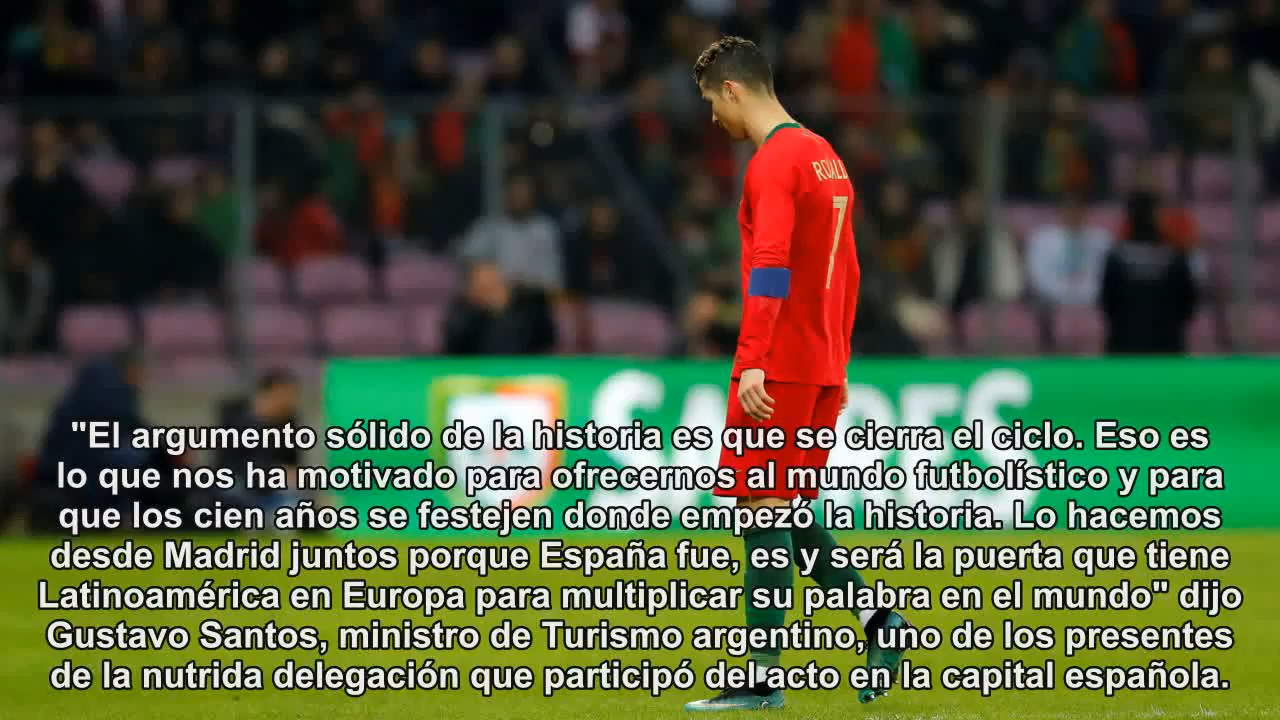 RONALD
7
"El argumento sólido de la historia es que se cierra el ciclo. Eso es
lo que nos ha motivado para ofrecernos al mundo futbolístico y para
que los cien años se festejen donde empezó la historia. Lo hacemos
desde Madrid juntos porque España fue, es y será la puerta que tiene
Latinoamérica en Europa para multiplicar su palabra en el mundo" dijo
Gustavo Santos, ministro de Turismo argentino, uno de los presentes
de la nutrida delegación que participó del acto en la capital española.